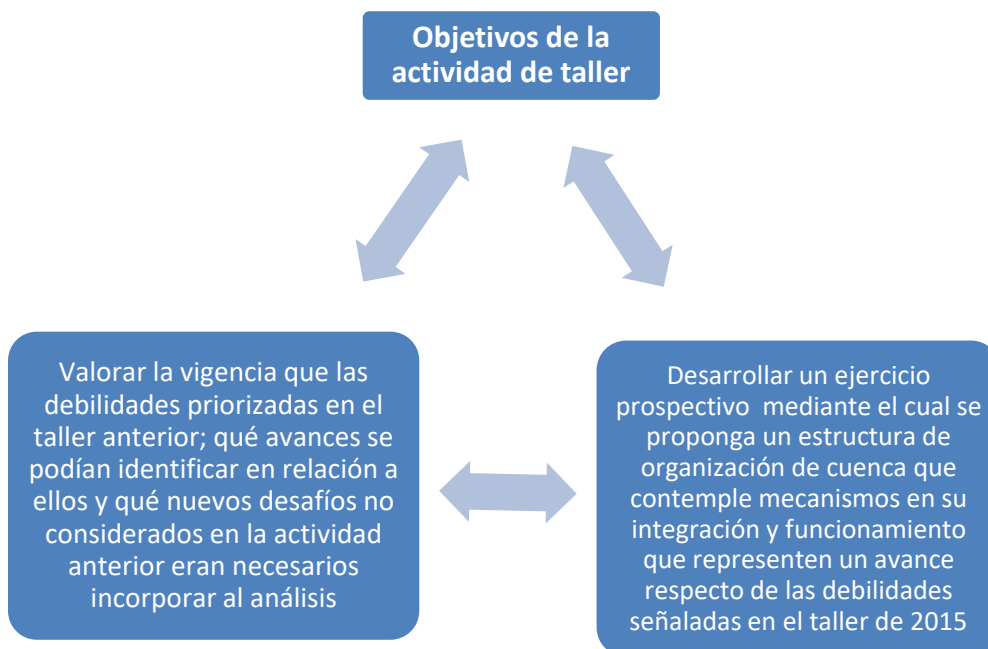 Objetivos de la
actividad de taller
Valorar la vigencia que las
debilidades priorizadas en el
taller anterior; qué avances se
podían identificar en relación a
ellos y qué nuevos desafíos no
considerados en la actividad
anterior eran necesarios
incorporar al análisis
Desarrollar un ejercicio
prospectivo  mediante el cual se
proponga un estructura de
organización de cuenca que
contemple mecanismos en su
integración y funcionamiento
que representen un avance
respecto de las debilidades
señaladas en el taller de 2015